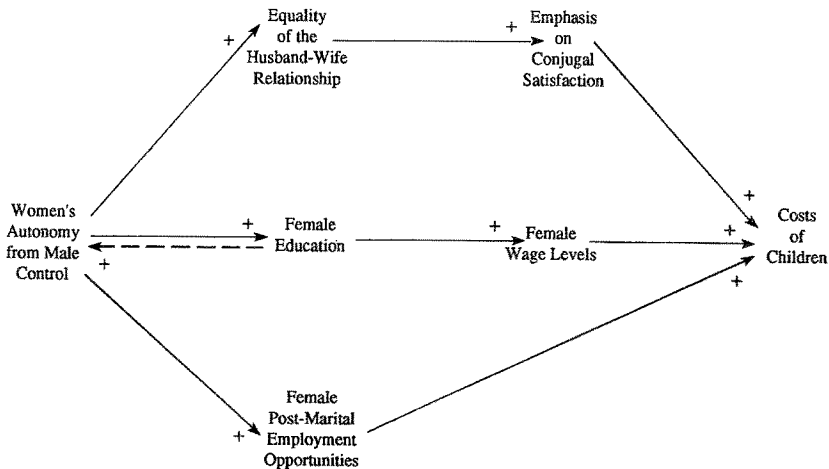 Equality
of the
Husband-Wife
Relationship
+
+
Emphasis
on
Conjugal
Satisfaction
Women's
Autonomy
from Male
Control
+
+
Female
Education
+
Female
Wage Levels
+
+
+
Costs
of
Children
+
Female
Post-Marital
Employment
Opportunities